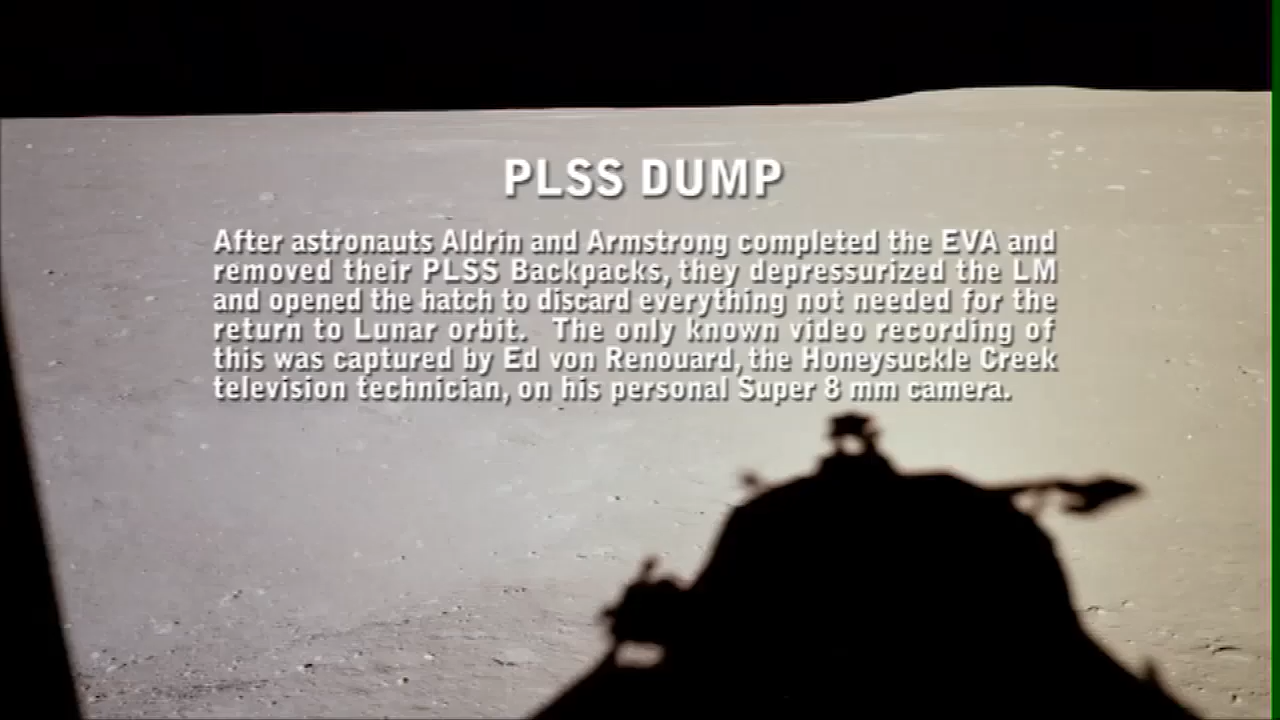 PLSS DUMP
After astronauts Aldrin and Armstrong completed the EVA and
removed their PLSS Backpacks, they depressurized the LM
and opened the hatch to discard everything not needed for the
return to Lunar orbit.  The only known video recording of
this was captured by Ed von Renouard, the Honeysuckle Creek
television technician, on his personal Super 8 mm camera.